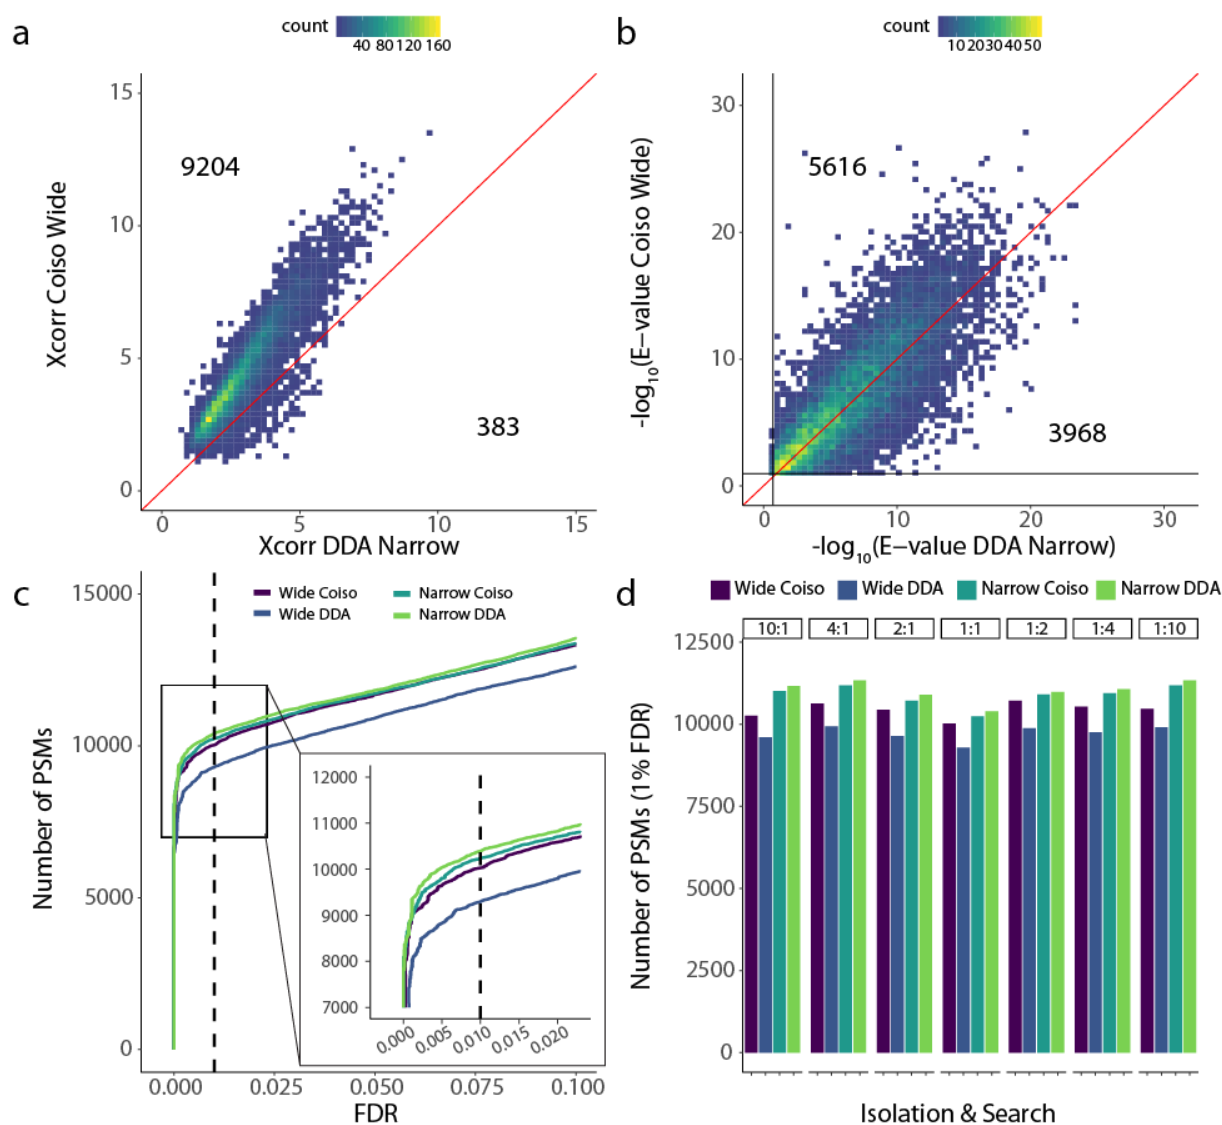 a
count
40 80 120 160
15
10
5
0
Xcorr Coiso Wide
9204
383
0 5 10 15
Xcorr DDA Narrow
b
count
10 20 30 40 50
30
20
10
0
-log10(E−value Coiso Wide)
5616
3968
0 10 20 30
-log10(E−value DDA Narrow)
c
Wide Coiso
Narrow Coiso
Wide DDA
Narrow DDA
15000
10000
5000
0
Number of PSMs
12000
11000
10000
9000
8000
7000
0.000 0.005 0.010 0.015 0.020
0.000 0.025 0.050 0.075 0.100
FDR
d
Wide Coiso Wide DDA Narrow Coiso Narrow DDA
10:1 4:1 2:1 1:1 1:2 1:4 1:10
12500
10000
7500
5000
2500
0
Number of PSMs (1% FDR)
Isolation & Search